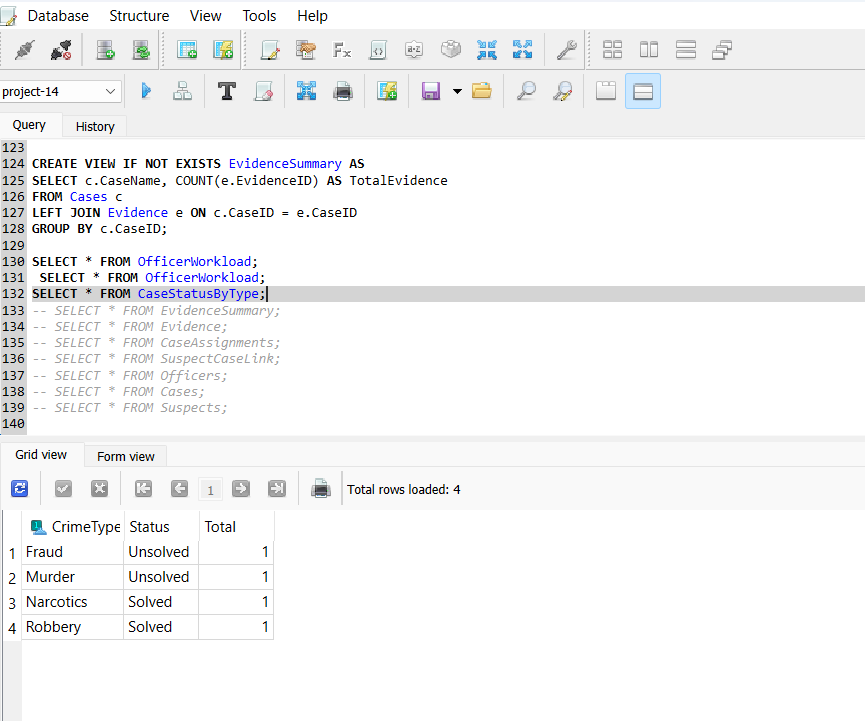 Database Structure View Tools Help
Fx
a-z
project-14
T
Query History
123
124 CREATE VIEW IF NOT EXISTS EvidenceSummary AS
125 SELECT c.CaseName, COUNT(e.EvidenceID) AS TotalEvidence
126 FROM Cases c
127 LEFT JOIN Evidence e ON c.CaseID = e.CaseID
128 GROUP BY c.CaseID;
129
130 SELECT * FROM OfficerWorkload;
131  SELECT * FROM OfficerWorkload;
132 SELECT * FROM CaseStatusByType;
133 -- SELECT * FROM EvidenceSummary;
134 -- SELECT * FROM Evidence;
135 -- SELECT * FROM CaseAssignments;
136 -- SELECT * FROM SuspectCaseLink;
137 -- SELECT * FROM Officers;
138 -- SELECT * FROM Cases;
139 -- SELECT * FROM Suspects;
140
Grid view Form view
1 Total rows loaded: 4
1 CrimeType Status Total
1 Fraud Unsolved 1
2 Murder Unsolved 1
3 Narcotics Solved 1
4 Robbery Solved 1